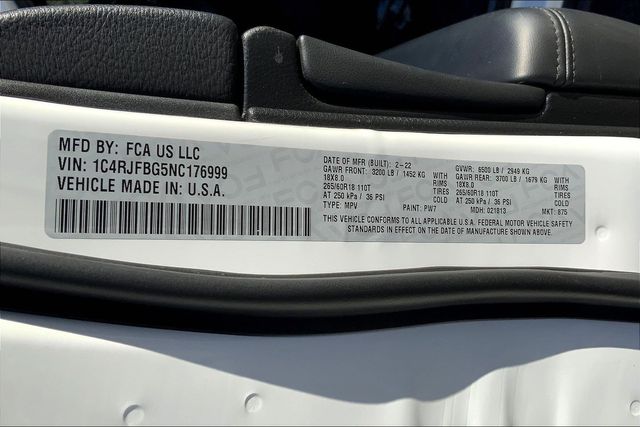 MFD BY: FCA US LLC
VIN: 1C4RJFBG5NC176999
VEHICLE MADE IN: U.S.A.
DATE OF MFR (BUILT): 2-22
GAWR FRONT: 3200 LB / 1452 KG WITH
18X8.0 RIMS
265/60R18 110T TIRES
AT 250 kPa / 36 PSI COLD
TYPE: MPV PAINT: PW7
GVWR: 6500 LB / 2949 KG
GAWR REAR: 3700 LB / 1679 KG WITH
18X8.0 RIMS
265/60R18 110T TIRES
AT 250 kPa / 36 PSI COLD
MDH: 021813 MKT: 875
THIS VEHICLE CONFORMS TO ALL APPLICABLE U.S.A. FEDERAL MOTOR VEHICLE SAFETY
STANDARDS IN EFFECT ON THE DATE OF MANUFACTURE SHOWN ABOVE.